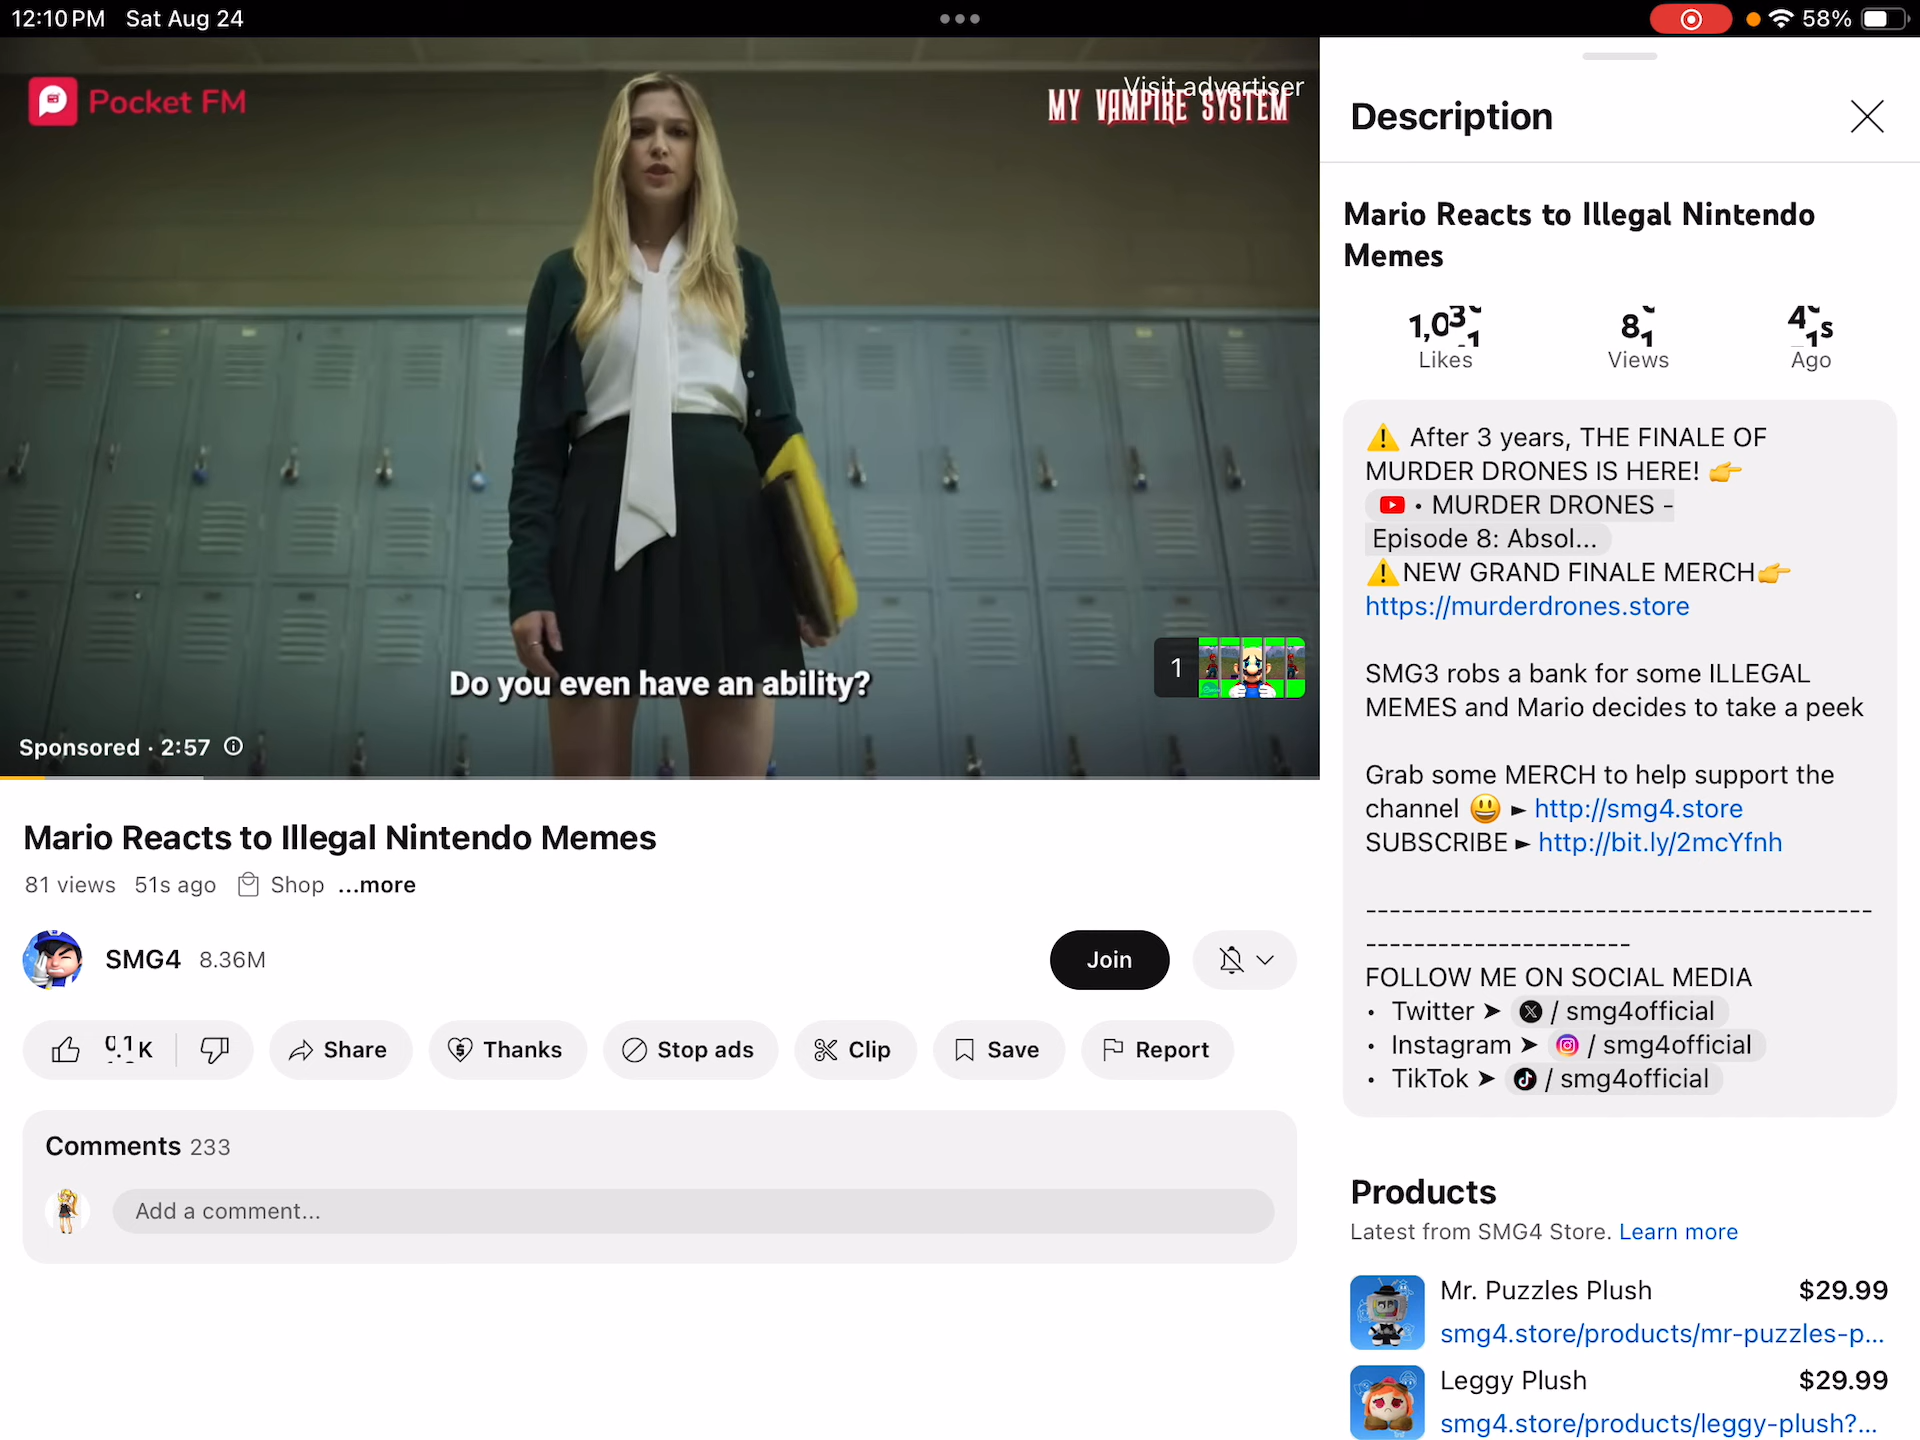 12:10 PM Sat Aug 24
58%
Pocket FM
Visit advertiser
MY VAMPIRE SYSTEM
Do you even have an ability?
1
Sponsored · 2:57
Mario Reacts to Illegal Nintendo Memes
81 views 51s ago Shop ...more
SMG4 8.36M
Join
Share
Thanks
Stop ads
Clip
Save
Report
Comments 233
Add a comment...
Description
Mario Reacts to Illegal Nintendo
Memes
Likes
Views
Ago
⚠️ After 3 years, THE FINALE OF
MURDER DRONES IS HERE! 👉
• MURDER DRONES -
Episode 8: Absol...
⚠️NEW GRAND FINALE MERCH👉
https://murderdrones.store
SMG3 robs a bank for some ILLEGAL
MEMES and Mario decides to take a peek
Grab some MERCH to help support the
channel 😃 ► http://smg4.store
SUBSCRIBE ► http://bit.ly/2mcYfnh
------------------------------------------
----------------------
FOLLOW ME ON SOCIAL MEDIA
• Twitter ➤ / smg4official
• Instagram ➤ / smg4official
• TikTok ➤ / smg4official
Products
Latest from SMG4 Store. Learn more
Mr. Puzzles Plush $29.99
smg4.store/products/mr-puzzles-p...
Leggy Plush $29.99
smg4.store/products/leggy-plush?...